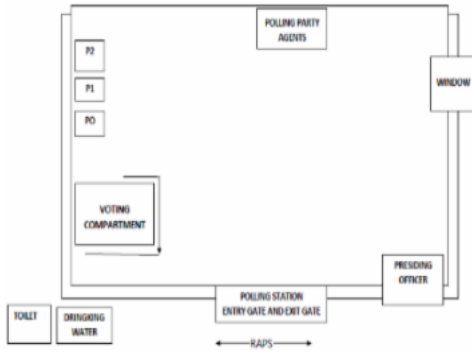 POLLING PARTY
AGENTS
P2
WINDOW
P1
PO
VOTING
COMPARTMENT
PRESIDING
OFFICER
POLLING STATION
ENTRY GATE AND EXIT GATE
TOILET
DRINGKING
WATER
RAPS